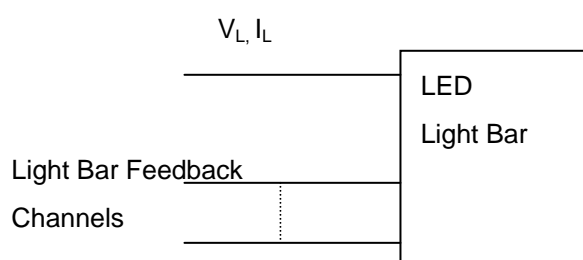 V_L, I_L
LED
Light Bar
Light Bar Feedback
Channels